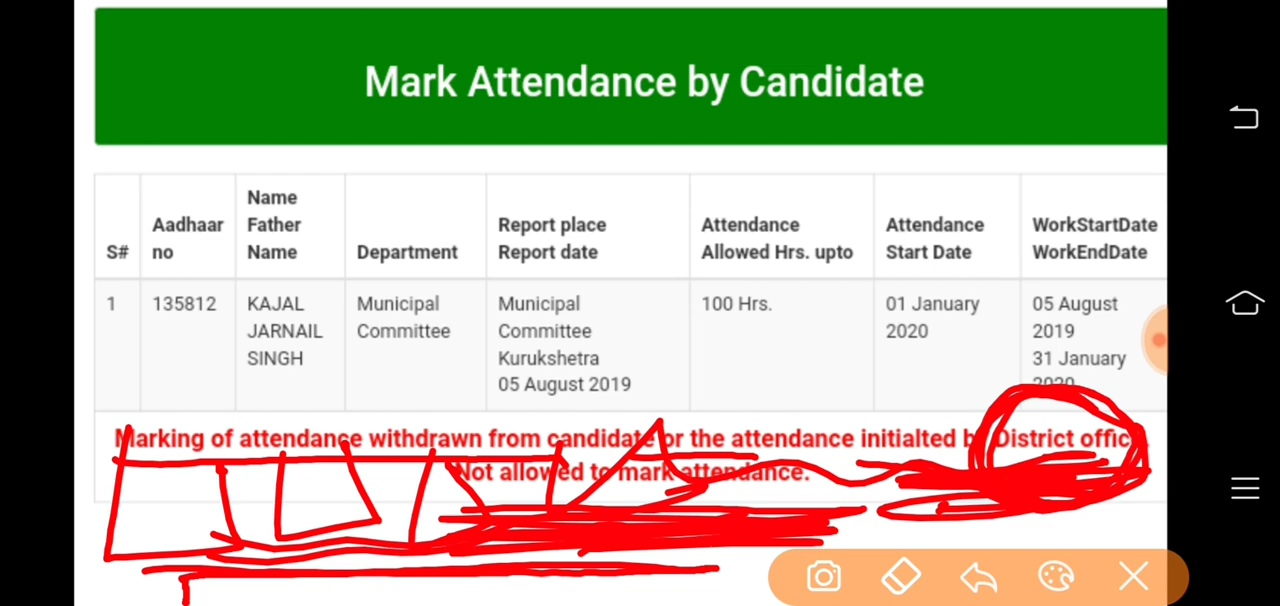 Mark Attendance by Candidate
S#
Aadhaar
no
Name
Father
Name
Department
Report place
Report date
Attendance
Allowed Hrs. upto
Attendance
Start Date
WorkStartDate
WorkEndDate
1
135812
KAJAL
JARNAIL
SINGH
Municipal
Committee
Municipal
Committee
Kurukshetra
05 August 2019
100 Hrs.
01 January
2020
05 August
2019
31 January
2020
Marking of attendance withdrawn from candidate or the attendance initialted by District office.
Not allowed to mark attendance.